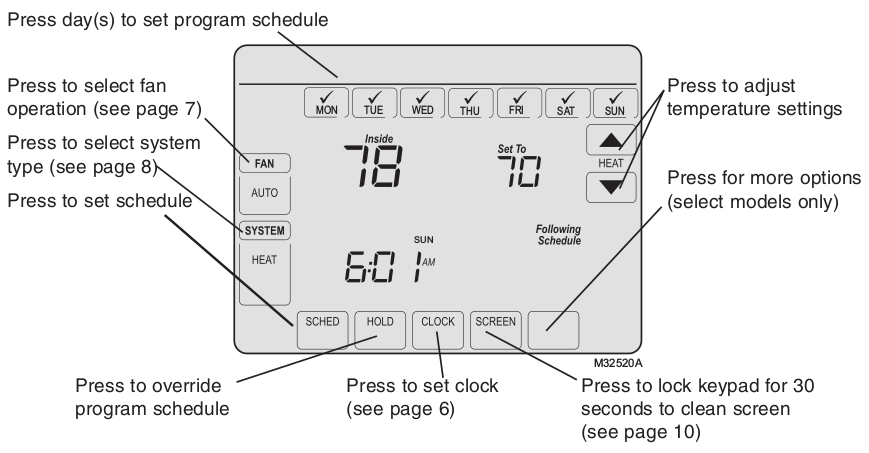 Press day(s) to set program schedule
Press to select fan
operation (see page 7)
Press to select system
type (see page 8)
Press to set schedule
MON TUE WED THU FRI SAT SUN
Press to adjust
temperature settings
Inside
78
Set To
70
HEAT
FAN
AUTO
SYSTEM
HEAT
Press for more options
(select models only)
Following
Schedule
SUN
6:01 AM
SCHED HOLD CLOCK SCREEN
M32520A
Press to override
program schedule
Press to set clock
(see page 6)
Press to lock keypad for 30
seconds to clean screen
(see page 10)